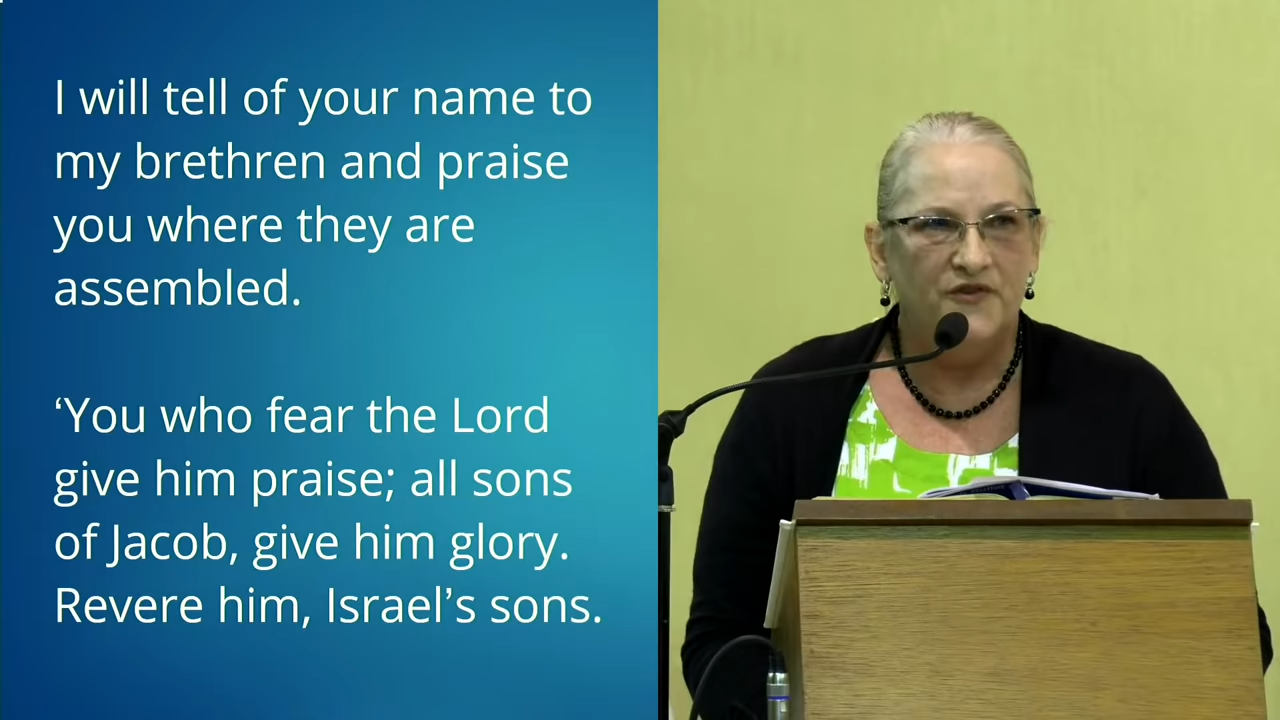 I will tell of your name to
my brethren and praise
you where they are
assembled.
‘You who fear the Lord
give him praise; all sons
of Jacob, give him glory.
Revere him, Israel’s sons.